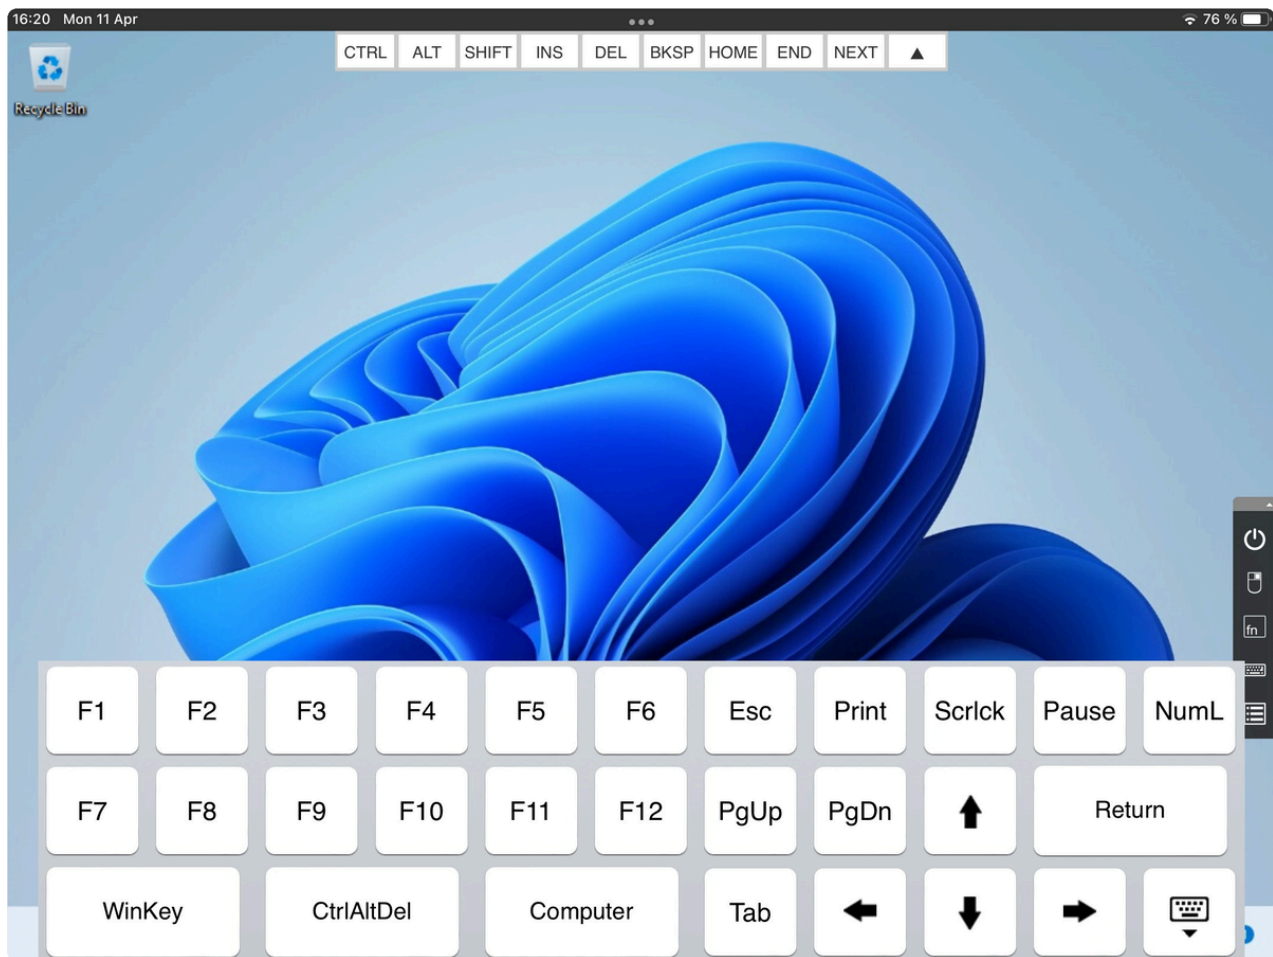 16:20 Mon 11 Apr
76 %
CTRL ALT SHIFT INS DEL BKSP HOME END NEXT
Recycle Bin
fn
F1 F2 F3 F4 F5 F6 Esc Print Scrlck Pause NumL
F7 F8 F9 F10 F11 F12 PgUp PgDn Return
WinKey CtrlAltDel Computer Tab